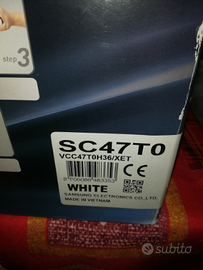 step 3
SC47T0
VCC47T0H36/XET
WHITE
SAMSUNG ELECTRONICS CO.,LTD.
MADE IN VIETNAM
subito